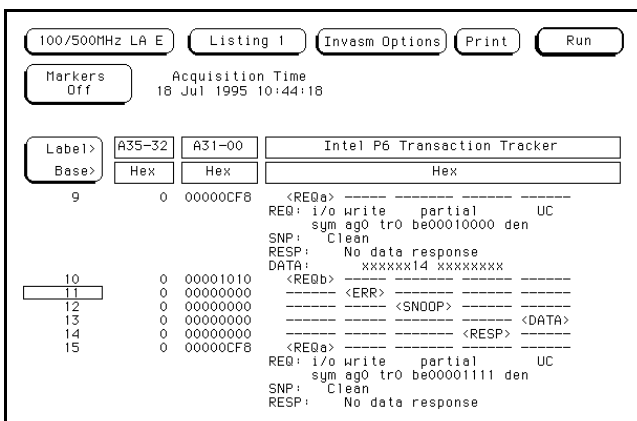 100/500MHz LA E Listing 1 Invasm Options Print Run
Markers Off Acquisition Time
18 Jul 1995 10:44:18
Label> A35-32 A31-00 Intel P6 Transaction Tracker
Base> Hex Hex Hex
9 0 00000CF8 <REQa> ----- ------- ------ ------
REQ: i/o write partial UC
sym ag0 tr0 be00010000 den
SNP: Clean
RESP: No data response
DATA: xxxxxx14 xxxxxxxx
10 0 00001010 <REQb> ----- ------- ------ ------
11 0 00000000 ------ <ERR> ------- ------ ------
12 0 00000000 ------ ----- <SNOOP> ------ ------
13 0 00000000 ------ ----- ------- ------ <DATA>
14 0 00000000 ------ ----- ------- <RESP> ------
15 0 00000CF8 <REQa> ----- ------- ------ ------
REQ: i/o write partial UC
sym ag0 tr0 be00001111 den
SNP: Clean
RESP: No data response